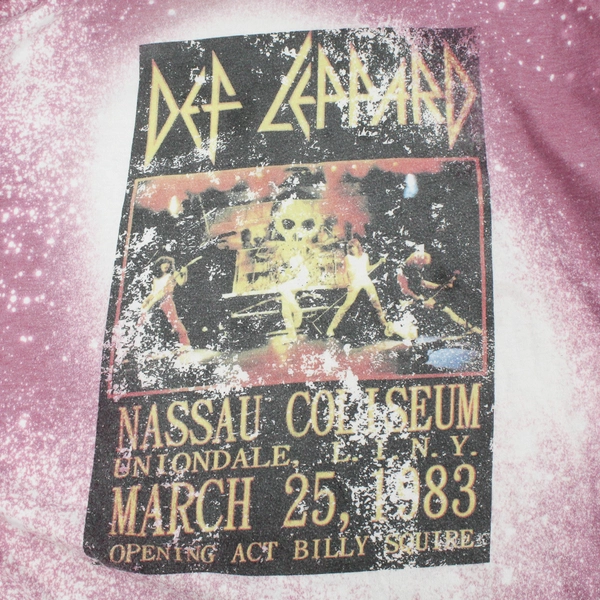 DEF LEPPARD
NASSAU COLISEUM
UNIONDALE, L. I. N.Y.
MARCH 25, 1983
OPENING ACT BILLY SQUIRE